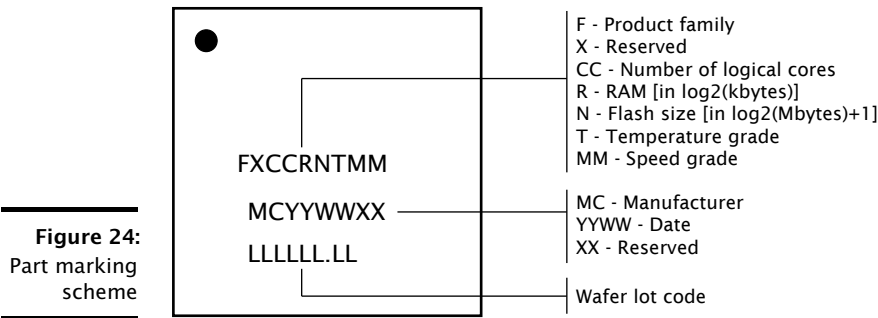 F - Product family
X - Reserved
CC - Number of logical cores
R - RAM [in log2(kbytes)]
N - Flash size [in log2(Mbytes)+1]
T - Temperature grade
MM - Speed grade
FXCCRNTMM
MCYYWWXX
MC - Manufacturer
YYWW - Date
XX - Reserved
LLLLLL.LL
Wafer lot code
Figure 24:
Part marking
scheme